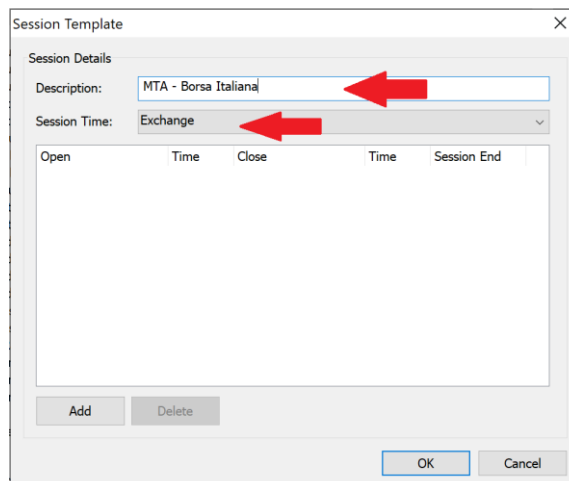 Session Template
Session Details
Description: MTA - Borsa Italiana
Session Time: Exchange
Open Time Close Time Session End
Add Delete
OK Cancel